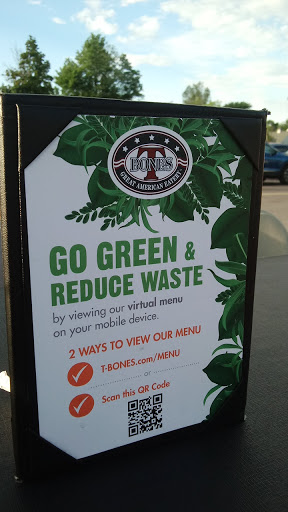 T
BONES
GREAT AMERICAN EATERY
GO GREEN &
REDUCE WASTE
by viewing our virtual menu
on your mobile device.
2 WAYS TO VIEW OUR MENU
T-BONES.com/MENU
or
Scan this QR Code